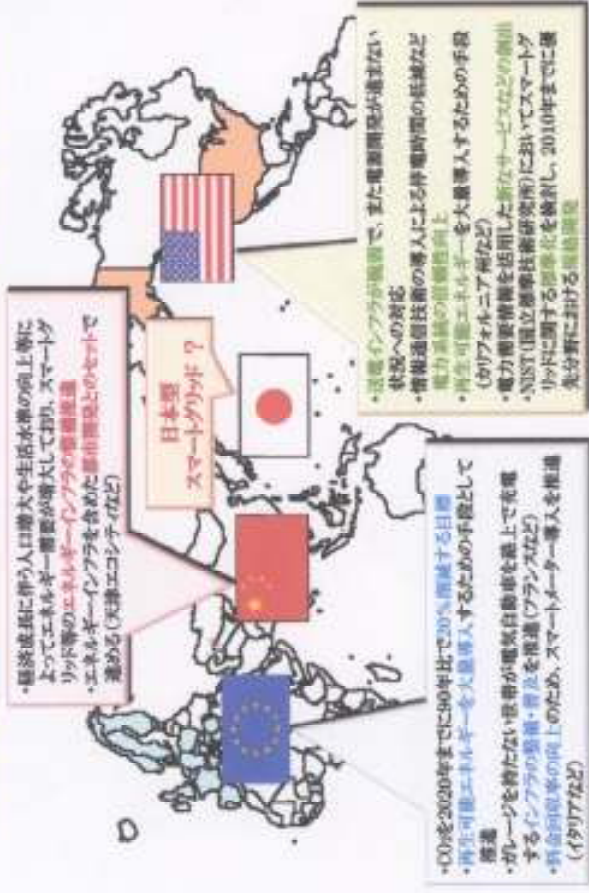 ・経済成長に伴う人口増大や生活水準の向上等に
よってエネルギー需要が増大しており、スマートグ
リッド等のエネルギーインフラの整備推進
・エネルギーインフラを含めた都市開発とのセットで
進める(天津エコシティなど)
日本型
スマートグリッド？
・CO₂を2020年までに90年比で20%削減する目標
・再生可能エネルギーを大量導入するための手段として
推進
・ガレージを持たない世帯が電気自動車を路上で充電
するインフラの整備・普及を推進(フランスなど)
・料金回収率の向上のため、スマートメーター導入を推進
(イタリアなど)
・送電インフラが脆弱で、また電源開発が進まない
状況への対応
・情報通信技術の導入による停電時間の低減など
電力系統の信頼性向上
・再生可能エネルギーを大量導入するための手段
(カリフォルニア州など)
・電力需要情報を活用した新なサービスなどの創出
・NIST(国立標準技術研究所)においてスマートグ
リッドに関する標準化を検討し、2010年までに優
先分野における規格開発